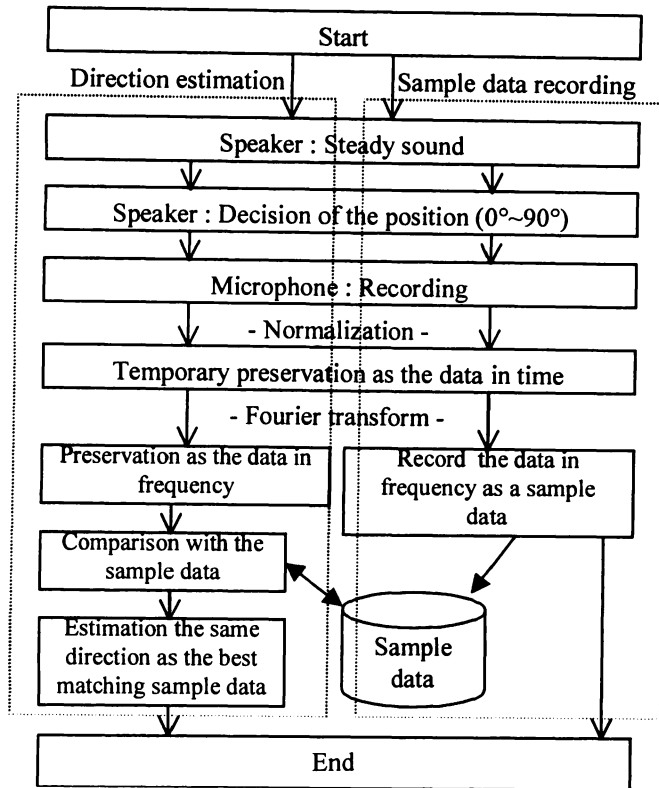 Start
Direction estimation
Sample data recording
Speaker : Steady sound
Speaker : Decision of the position (0°~90°)
Microphone : Recording
- Normalization -
Temporary preservation as the data in time
- Fourier transform -
Preservation as the data in
frequency
Record the data in
frequency as a sample
data
Comparison with the
sample data
Estimation the same
direction as the best
matching sample data
Sample
data
End